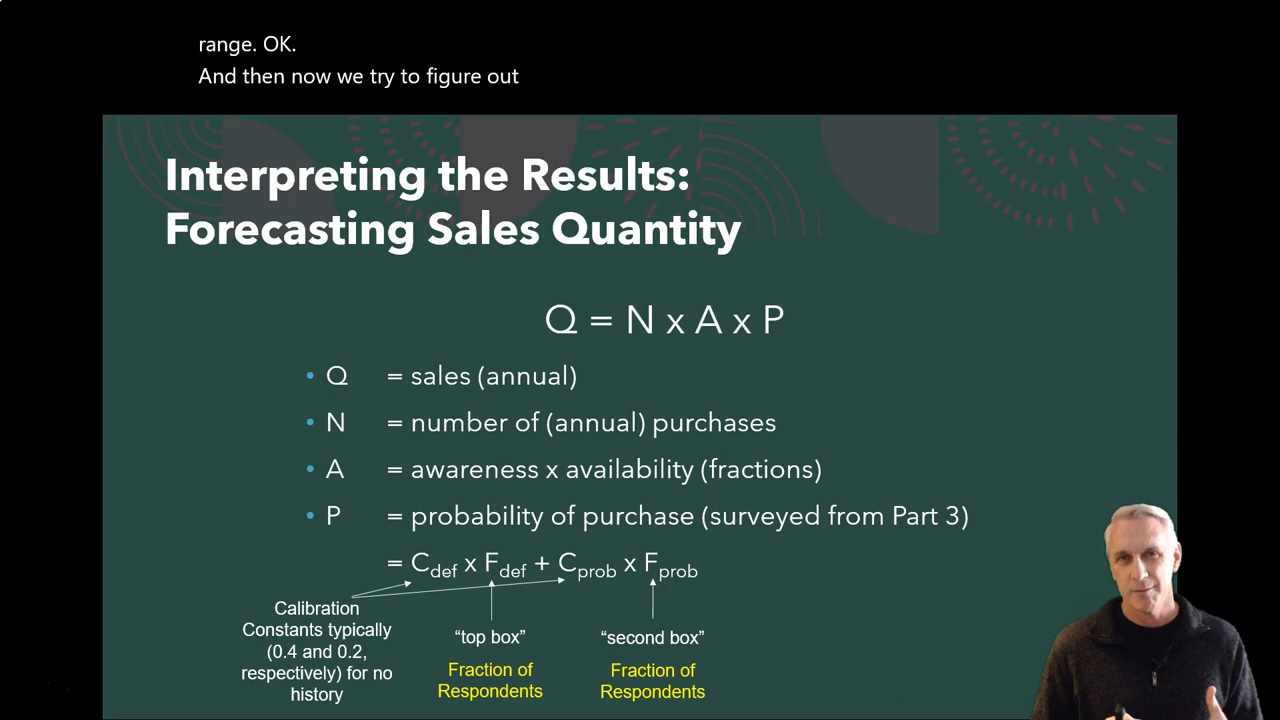 range. OK.
And then now we try to figure out
Interpreting the Results:
Forecasting Sales Quantity
Q = N x A x P
• Q = sales (annual)
• N = number of (annual) purchases
• A = awareness x availability (fractions)
• P = probability of purchase (surveyed from Part 3)
= C_def x F_def + C_prob x F_prob
Calibration
Constants typically
(0.4 and 0.2,
respectively) for no
history
“top box”
Fraction of
Respondents
“second box”
Fraction of
Respondents